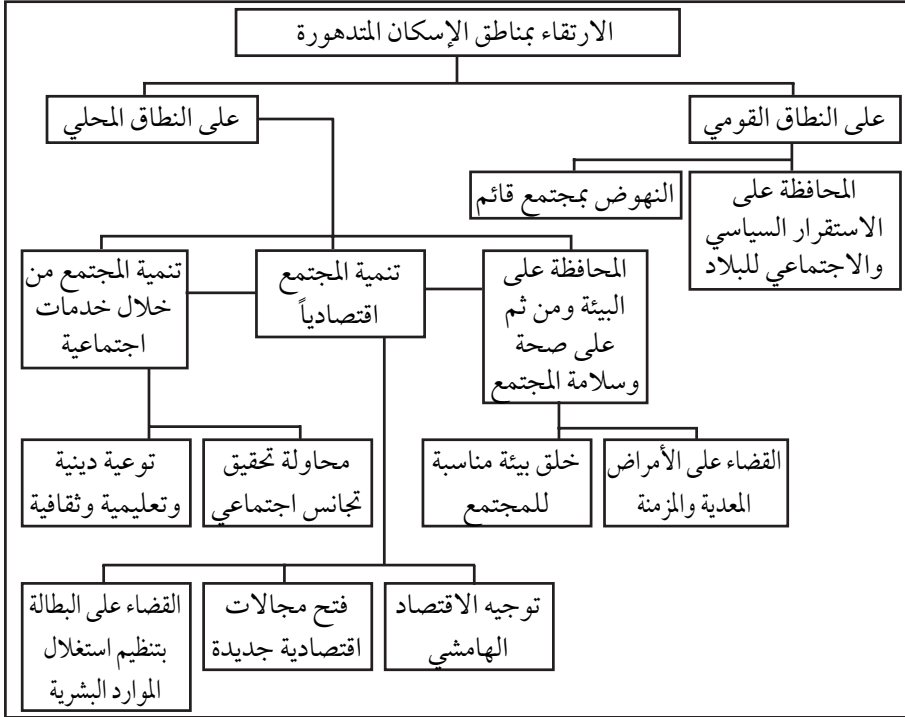 الارتقاء بمناطق الإسكان المتدهورة
على النطاق القومي
على النطاق المحلي
المحافظة على
الاستقرار السياسي
والاجتماعي للبلاد
النهوض بمجتمع قائم
المحافظة على
البيئة ومن ثم
على صحة
وسلامة المجتمع
تنمية المجتمع
اقتصادياً
تنمية المجتمع من
خلال خدمات
اجتماعية
القضاء على الأمراض
المعدية والمزمنة
خلق بيئة مناسبة
للمجتمع
محاولة تحقيق
تجانس اجتماعي
توعية دينية
وتعليمية وثقافية
توجيه الاقتصاد
الهامشي
فتح مجالات
اقتصادية جديدة
القضاء على البطالة
بتنظيم استغلال
الموارد البشرية